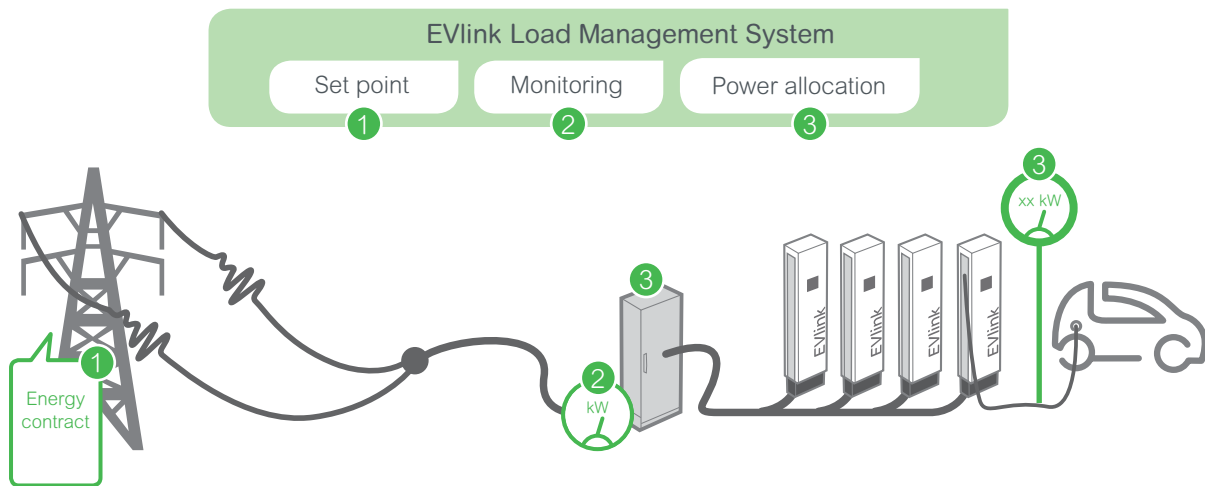 EVlink Load Management System
Set point
Monitoring
Power allocation
1
2
3
3
xx kW
3
EVlink
EVlink
EVlink
EVlink
1
Energy
contract
2
kW